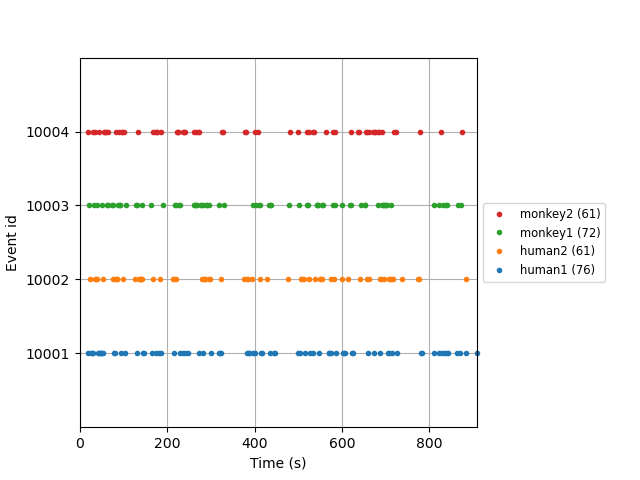 10004
10003
10002
10001
Event id
0 200 400 600 800
Time (s)
monkey2 (61)
monkey1 (72)
human2 (61)
human1 (76)